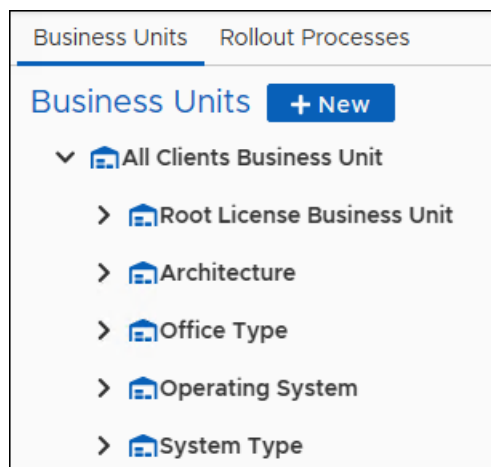 Business Units Rollout Processes
Business Units + New
All Clients Business Unit
Root License Business Unit
Architecture
Office Type
Operating System
System Type